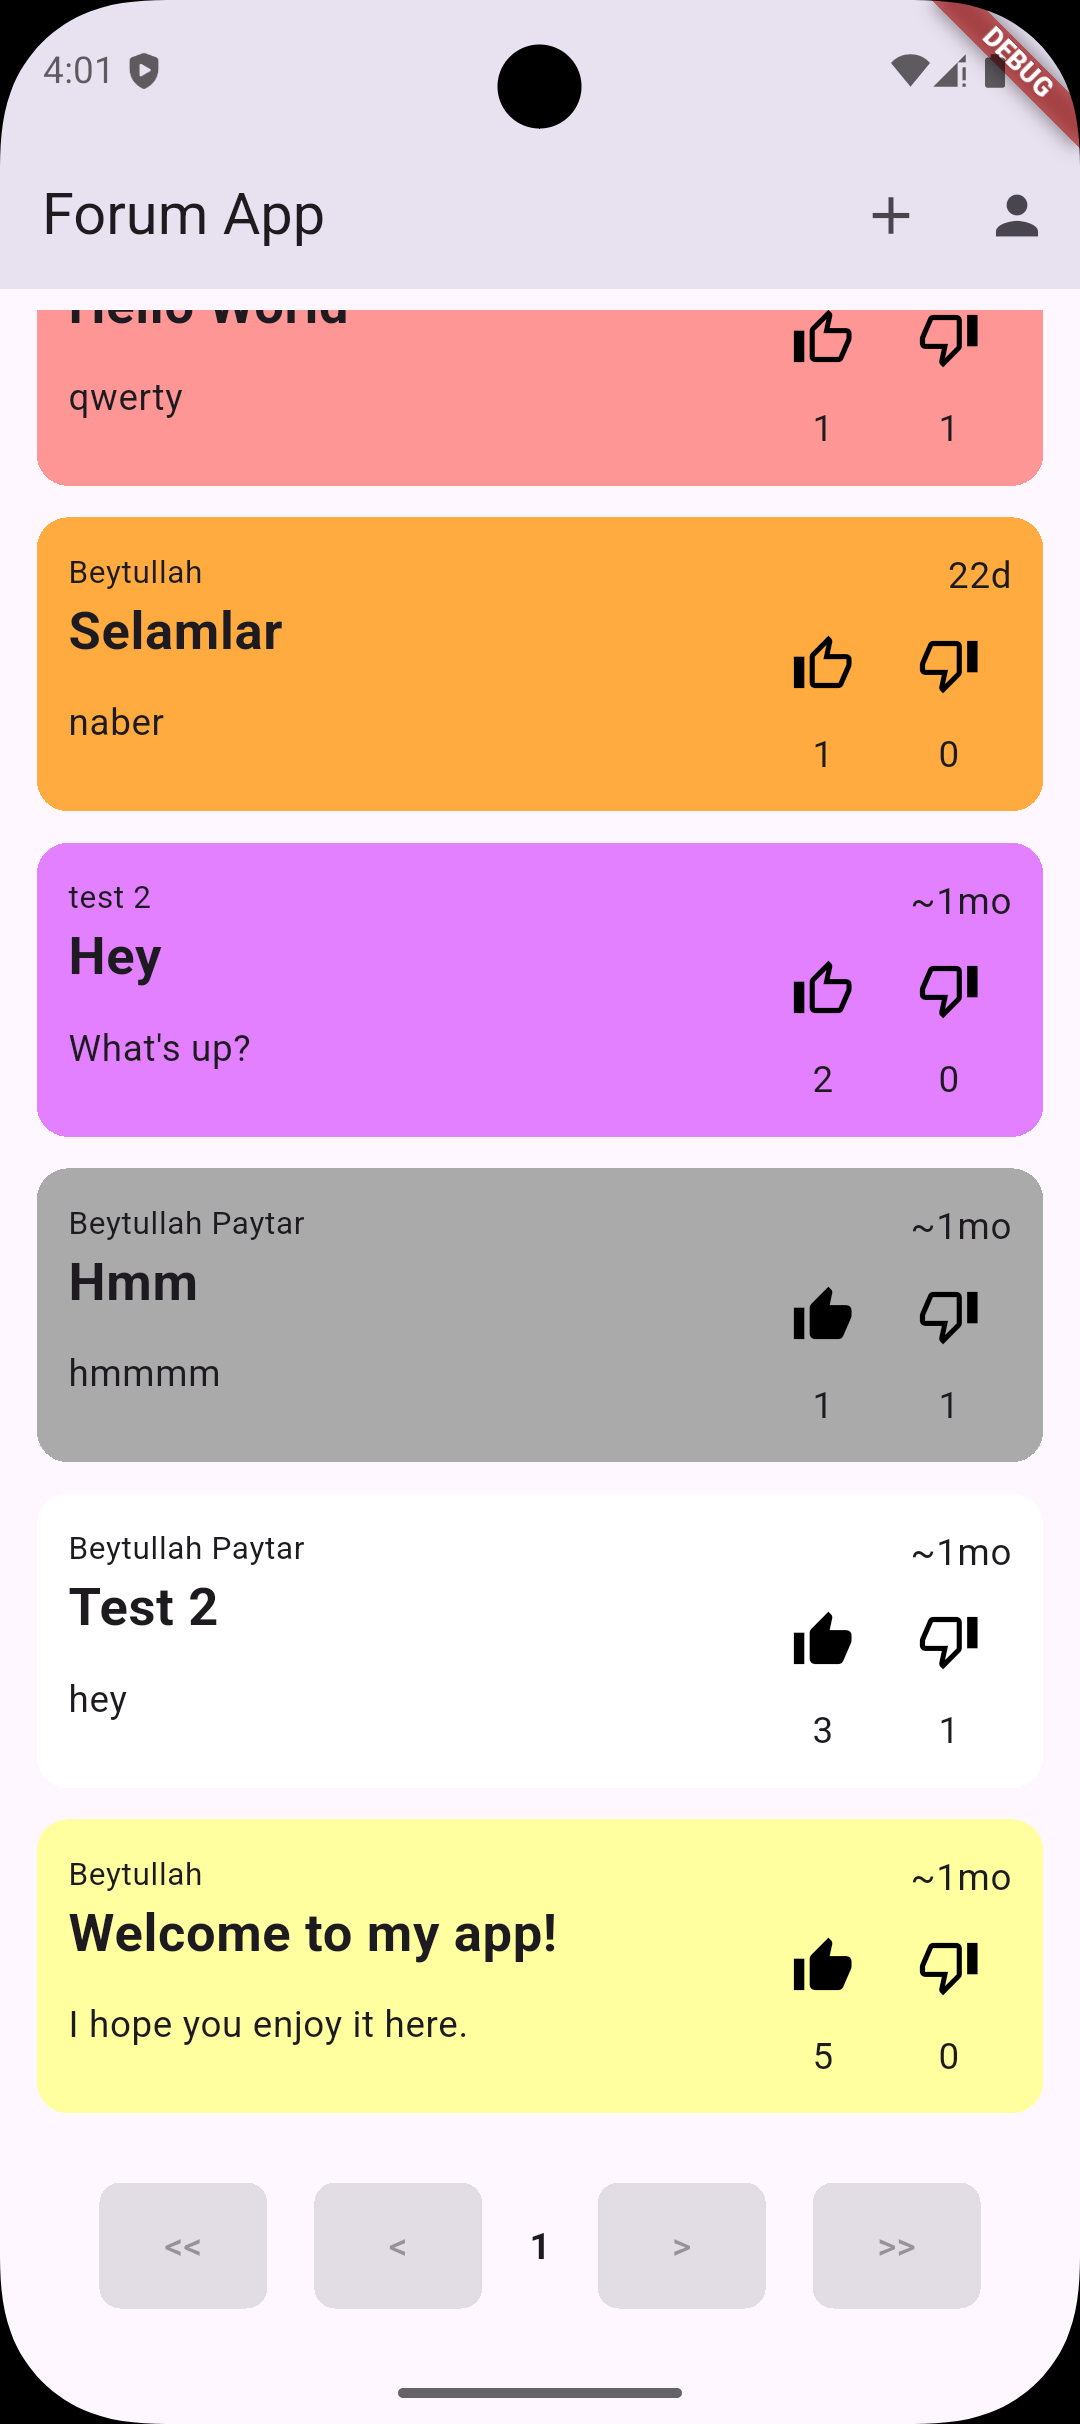 4:01
DEBUG
Forum App
Hello World
qwerty
1 1
Beytullah 22d
Selamlar
naber
1 0
test 2 ~1mo
Hey
What's up?
2 0
Beytullah Paytar ~1mo
Hmm
hmmmm
1 1
Beytullah Paytar ~1mo
Test 2
hey
3 1
Beytullah ~1mo
Welcome to my app!
I hope you enjoy it here.
5 0
<< < 1 > >>